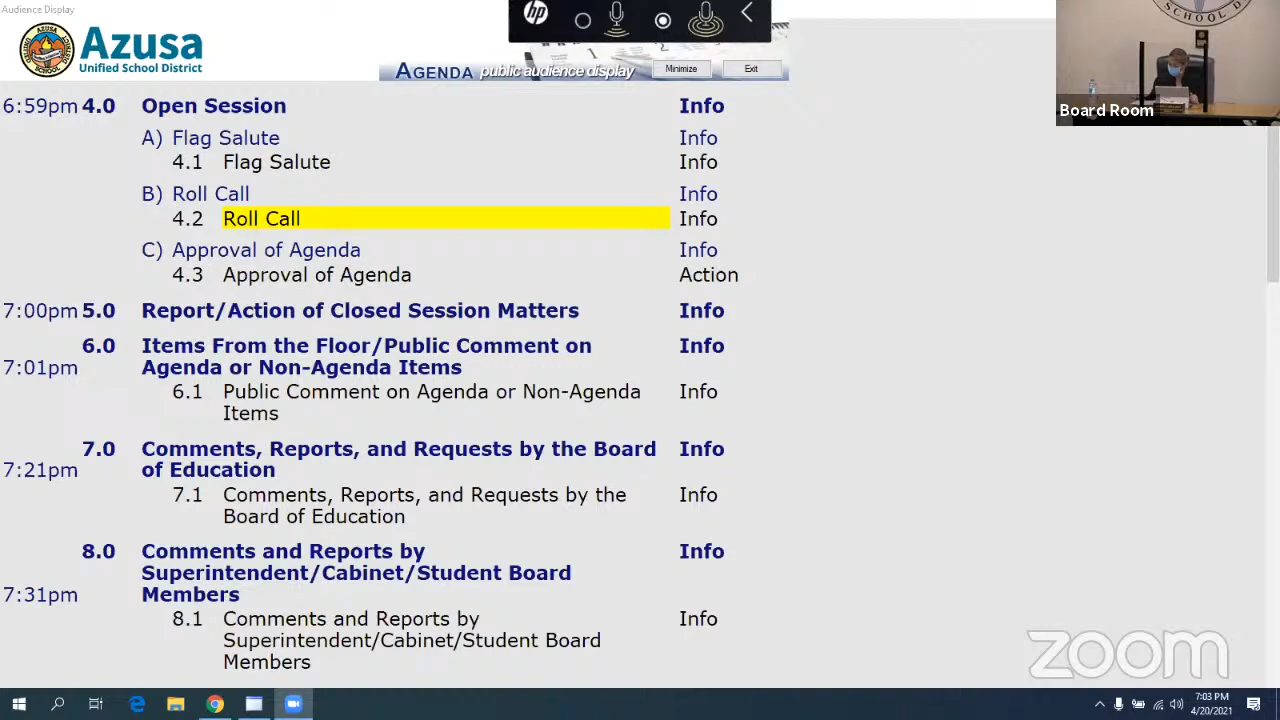 Audience Display
hp
Azusa
Unified School District
AGENDA public audience display
Minimize
Exit
SCHOOL D
Board Room
6:59pm 4.0 Open Session Info
A) Flag Salute Info
4.1 Flag Salute Info
B) Roll Call Info
4.2 Roll Call Info
C) Approval of Agenda Info
4.3 Approval of Agenda Action
7:00pm 5.0 Report/Action of Closed Session Matters Info
6.0 Items From the Floor/Public Comment on Info
7:01pm Agenda or Non-Agenda Items
6.1 Public Comment on Agenda or Non-Agenda Info
Items
7.0 Comments, Reports, and Requests by the Board Info
7:21pm of Education
7.1 Comments, Reports, and Requests by the Info
Board of Education
8.0 Comments and Reports by Info
Superintendent/Cabinet/Student Board
7:31pm Members
8.1 Comments and Reports by Info
Superintendent/Cabinet/Student Board
Members
zoom
7:03 PM
4/20/2021